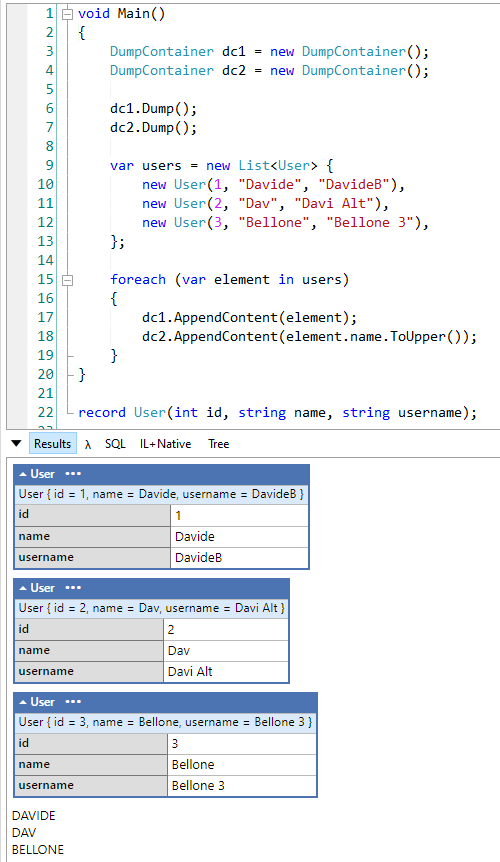 1 void Main()
2 {
3 DumpContainer dc1 = new DumpContainer();
4 DumpContainer dc2 = new DumpContainer();
5
6 dc1.Dump();
7 dc2.Dump();
8
9 var users = new List<User> {
10 new User(1, "Davide", "DavideB"),
11 new User(2, "Dav", "Davi Alt"),
12 new User(3, "Bellone", "Bellone 3"),
13 };
14
15 foreach (var element in users)
16 {
17 dc1.AppendContent(element);
18 dc2.AppendContent(element.name.ToUpper());
19 }
20 }
21
22 record User(int id, string name, string username);
Results λ SQL IL+Native Tree
User •••
User { id = 1, name = Davide, username = DavideB }
id 1
name Davide
username DavideB
User •••
User { id = 2, name = Dav, username = Davi Alt }
id 2
name Dav
username Davi Alt
User •••
User { id = 3, name = Bellone, username = Bellone 3 }
id 3
name Bellone
username Bellone 3
DAVIDE
DAV
BELLONE